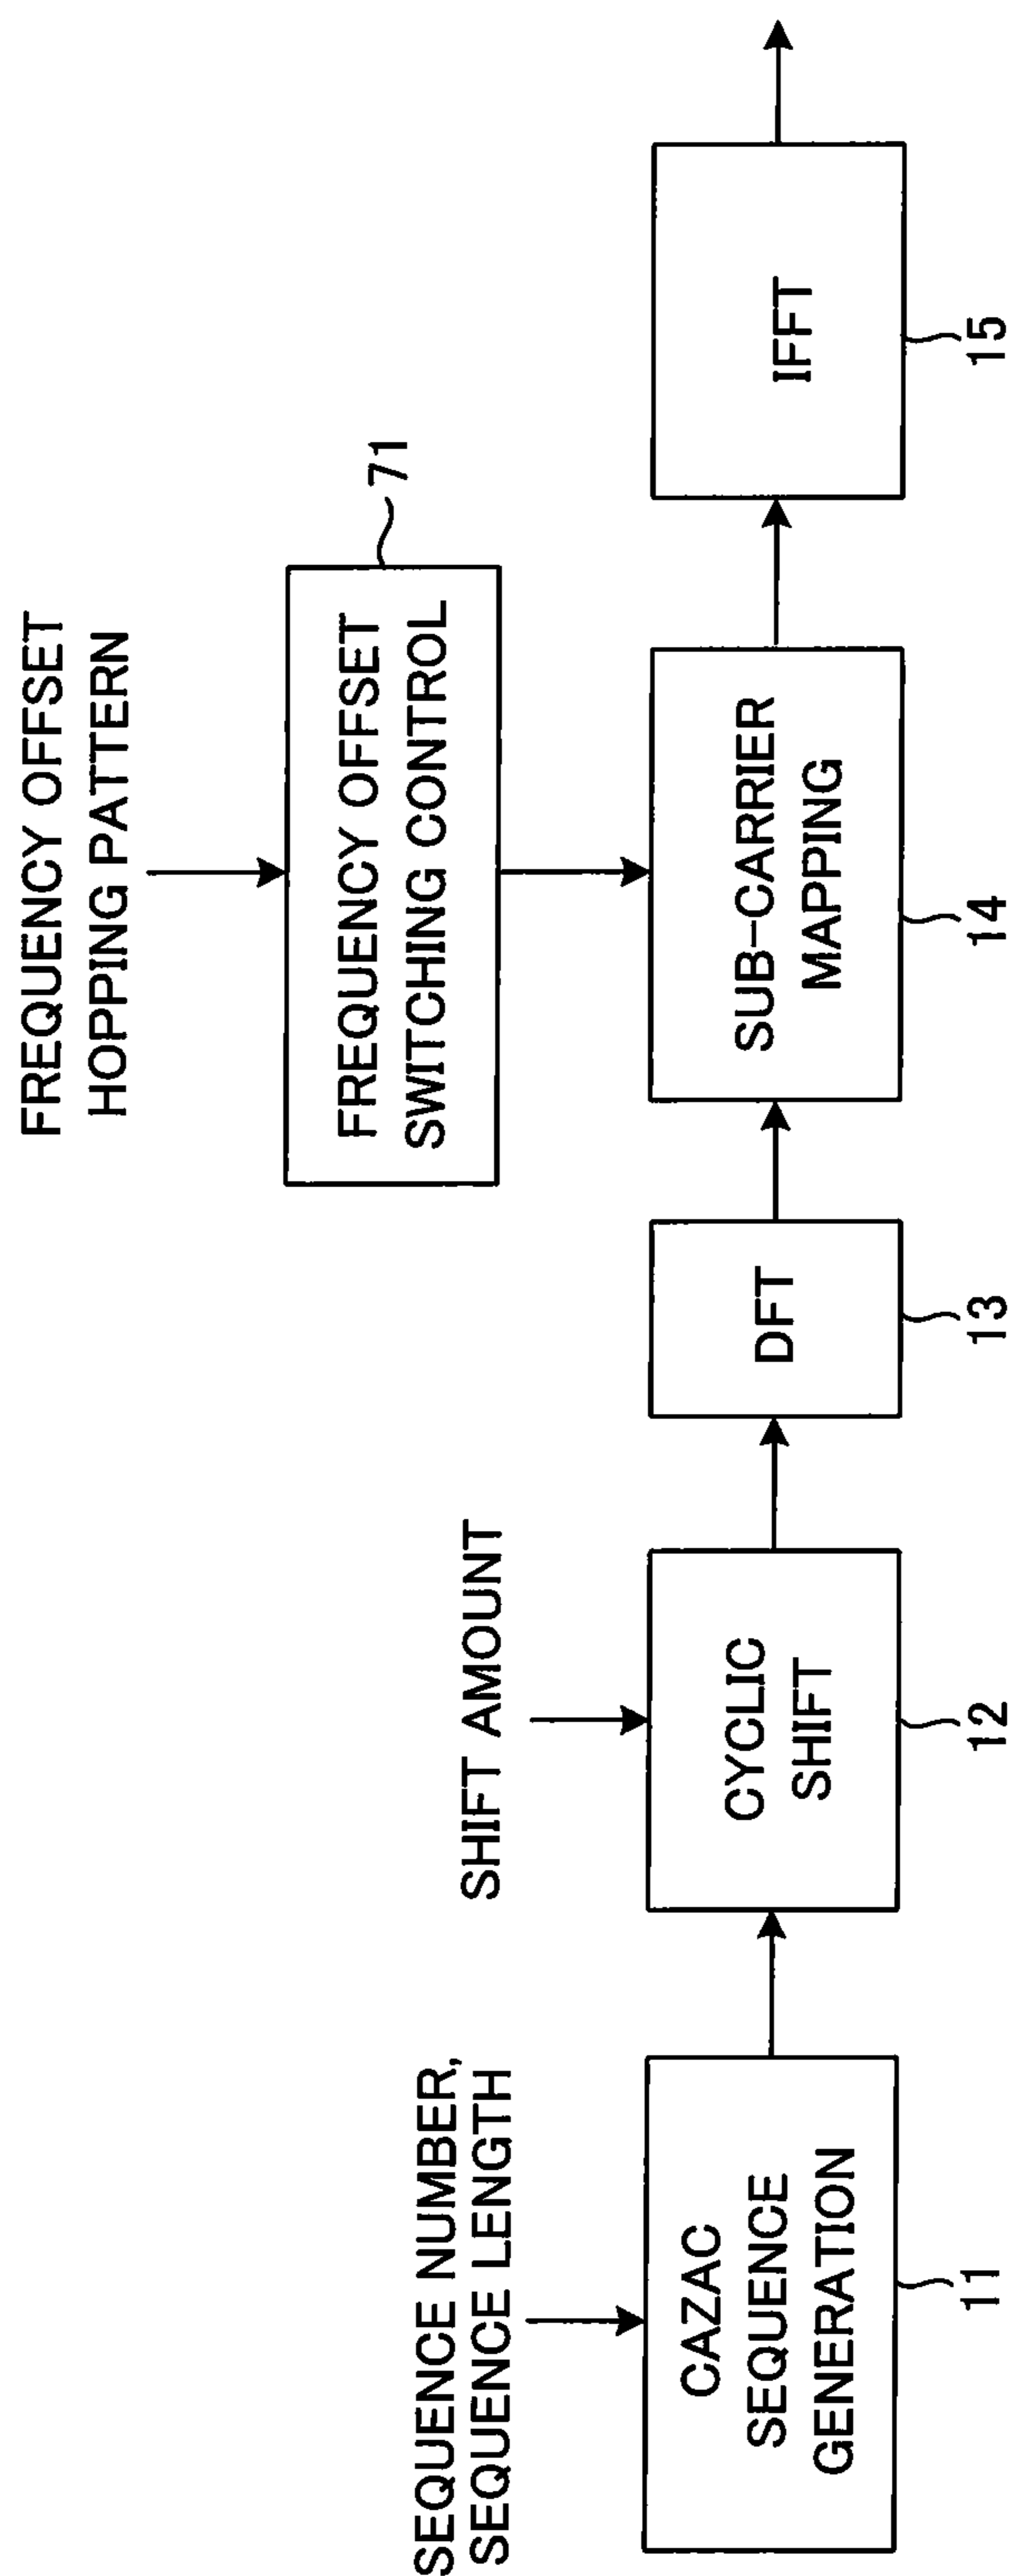 FREQUENCY OFFSET
HOPPING PATTERN
FREQUENCY OFFSET
SWITCHING CONTROL
71
SEQUENCE NUMBER,
SEQUENCE LENGTH
SHIFT AMOUNT
CAZAC
SEQUENCE
GENERATION
11
CYCLIC
SHIFT
12
DFT
13
SUB-CARRIER
MAPPING
14
IFFT
15